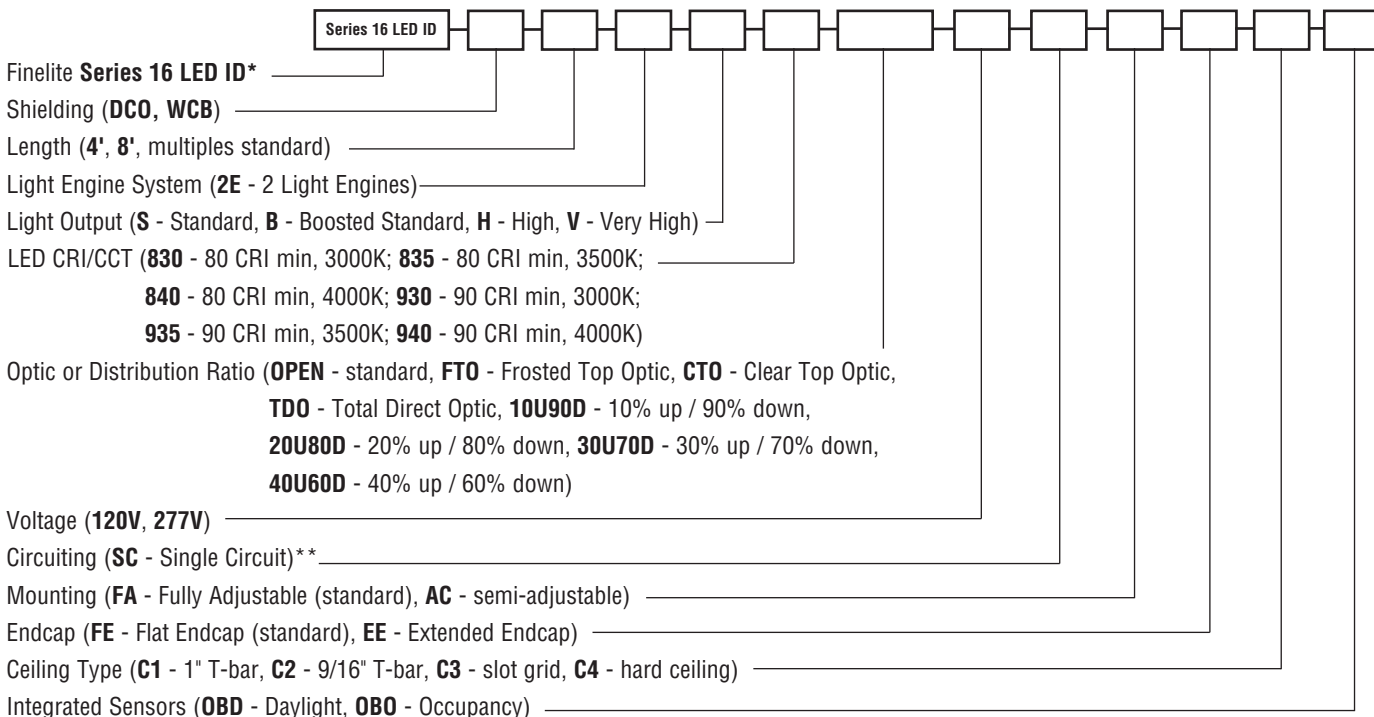 Series 16 LED ID
Finelite Series 16 LED ID*
Shielding (DCO, WCB)
Length (4', 8', multiples standard)
Light Engine System (2E - 2 Light Engines)
Light Output (S - Standard, B - Boosted Standard, H - High, V - Very High)
LED CRI/CCT (830 - 80 CRI min, 3000K; 835 - 80 CRI min, 3500K;
840 - 80 CRI min, 4000K; 930 - 90 CRI min, 3000K;
935 - 90 CRI min, 3500K; 940 - 90 CRI min, 4000K)
Optic or Distribution Ratio (OPEN - standard, FTO - Frosted Top Optic, CTO - Clear Top Optic,
TDO - Total Direct Optic, 10U90D - 10% up / 90% down,
20U80D - 20% up / 80% down, 30U70D - 30% up / 70% down,
40U60D - 40% up / 60% down)
Voltage (120V, 277V)
Circuiting (SC - Single Circuit)**
Mounting (FA - Fully Adjustable (standard), AC - semi-adjustable)
Endcap (FE - Flat Endcap (standard), EE - Extended Endcap)
Ceiling Type (C1 - 1" T-bar, C2 - 9/16" T-bar, C3 - slot grid, C4 - hard ceiling)
Integrated Sensors (OBD - Daylight, OBO - Occupancy)